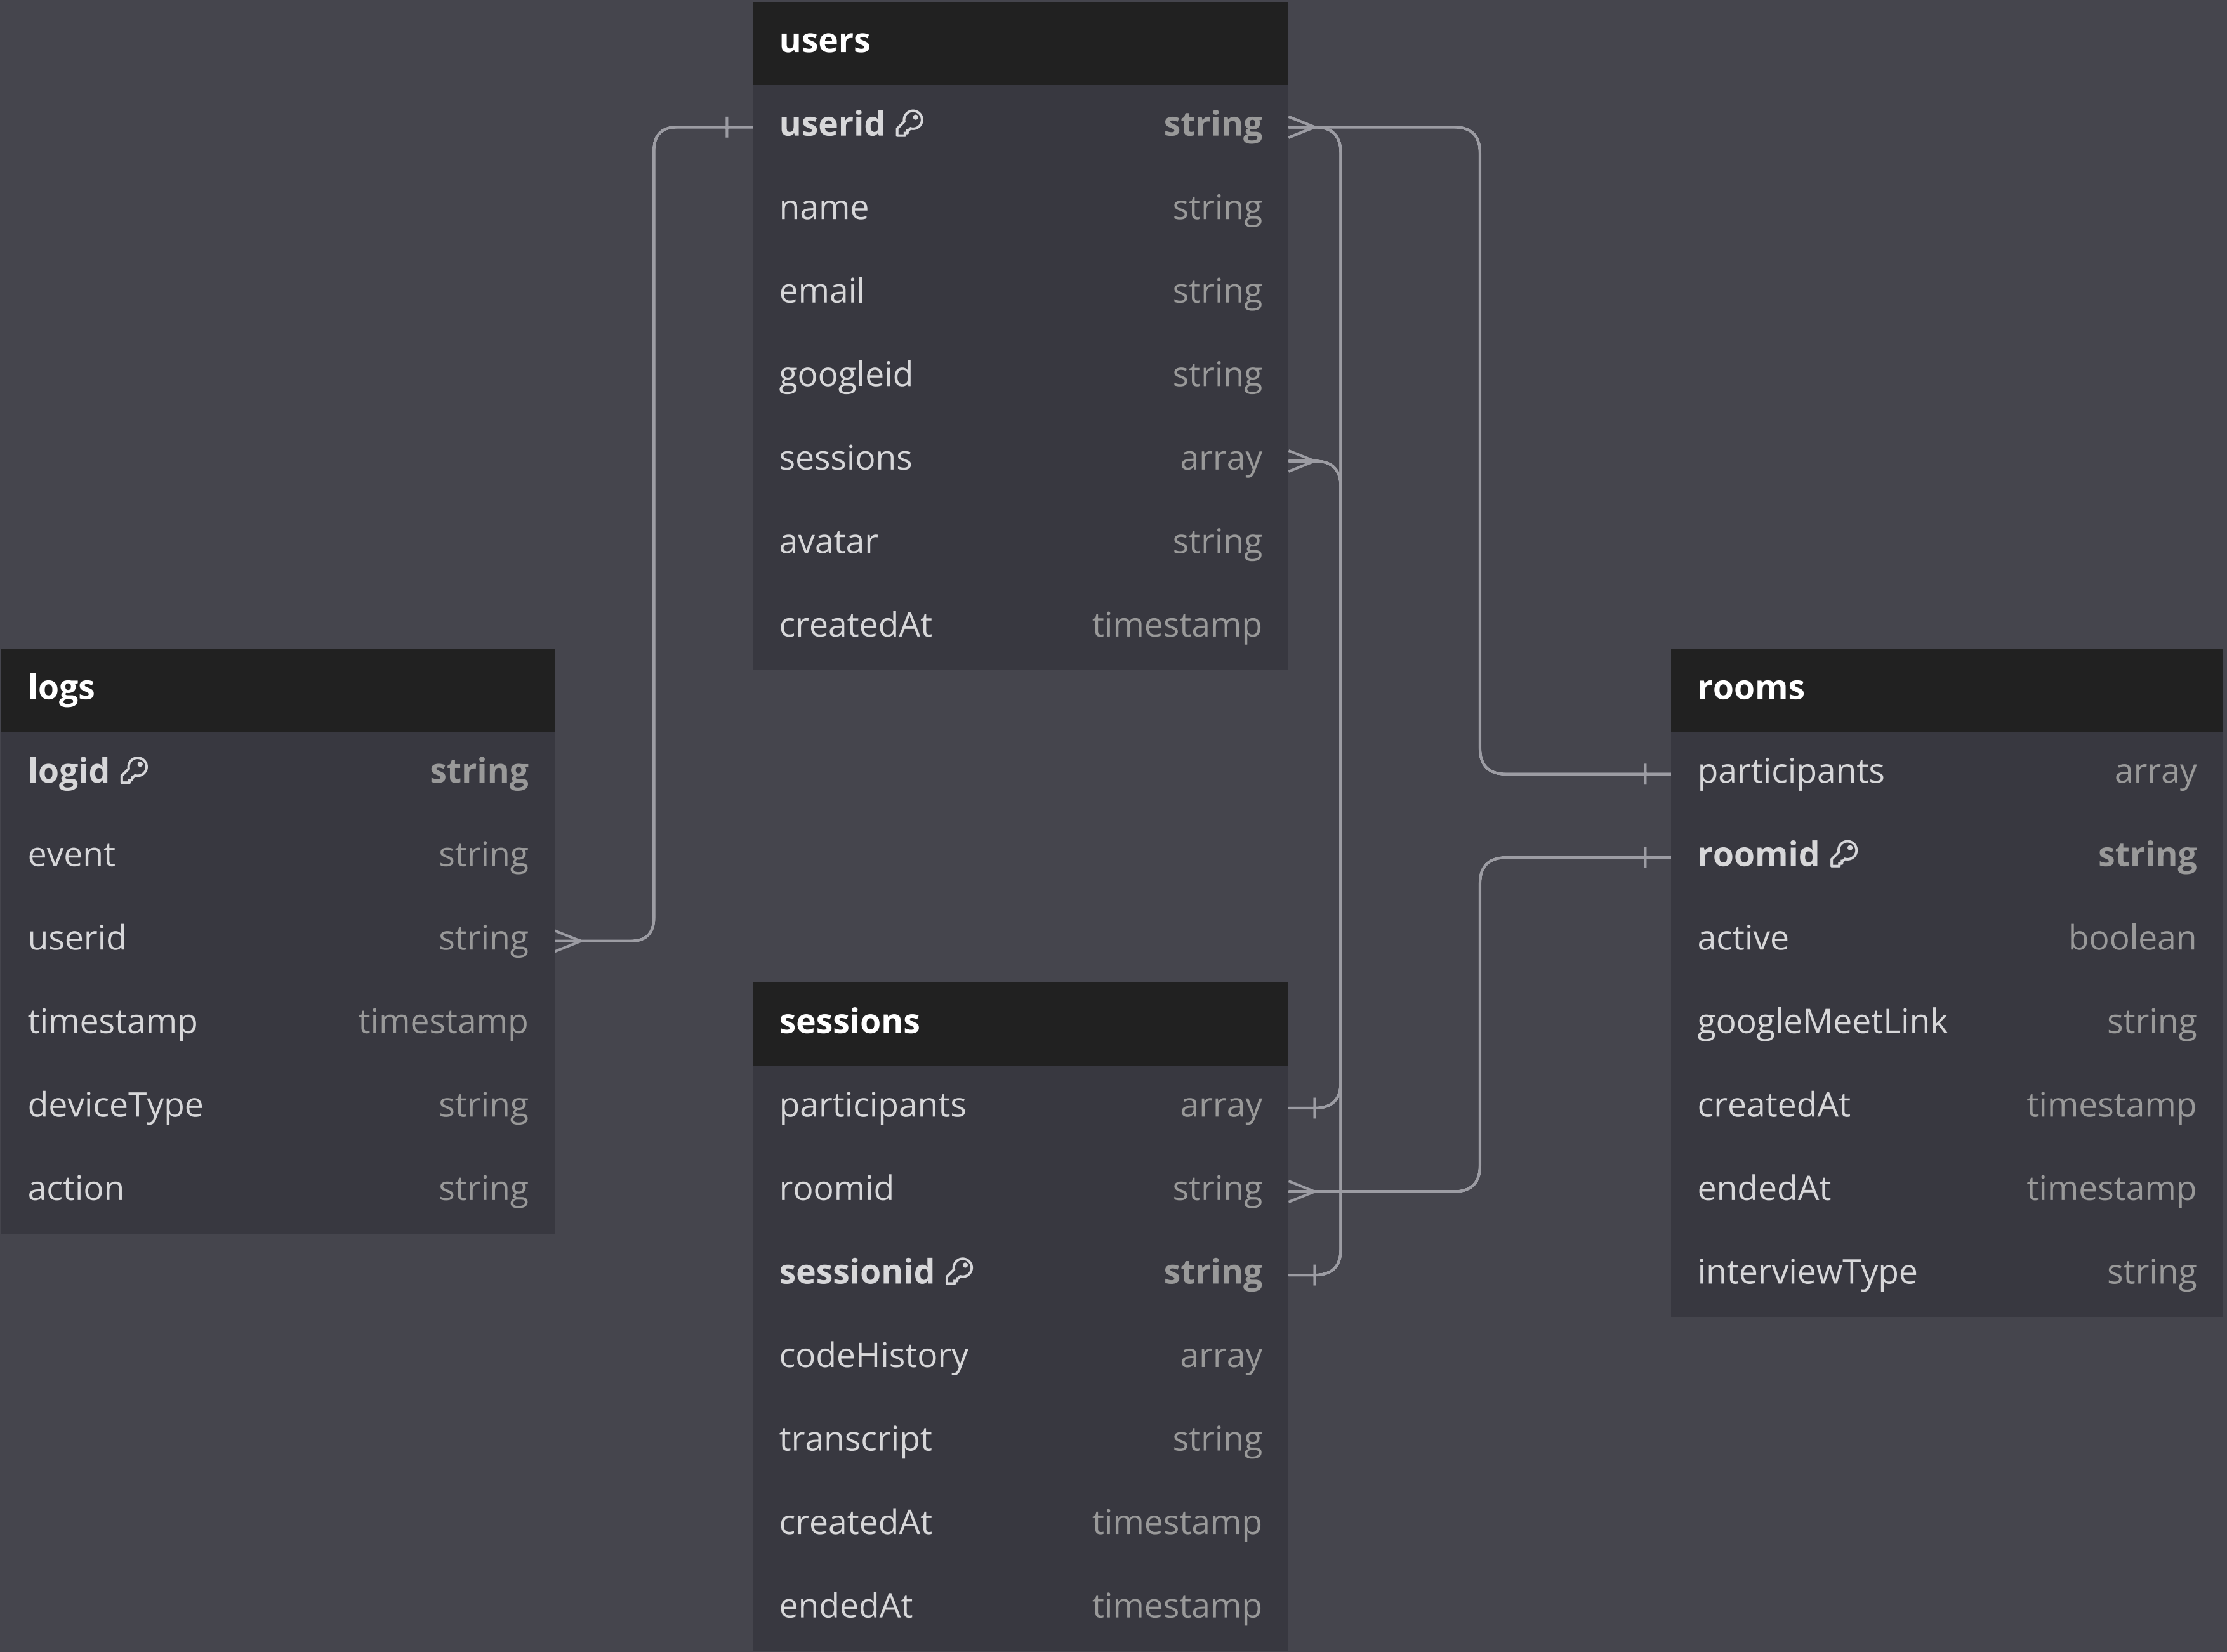 users
userid string
name string
email string
googleid string
sessions array
avatar string
createdAt timestamp
logs
logid string
event string
userid string
timestamp timestamp
deviceType string
action string
rooms
participants array
roomid string
active boolean
googleMeetLink string
createdAt timestamp
endedAt timestamp
interviewType string
sessions
participants array
roomid string
sessionid string
codeHistory array
transcript string
createdAt timestamp
endedAt timestamp